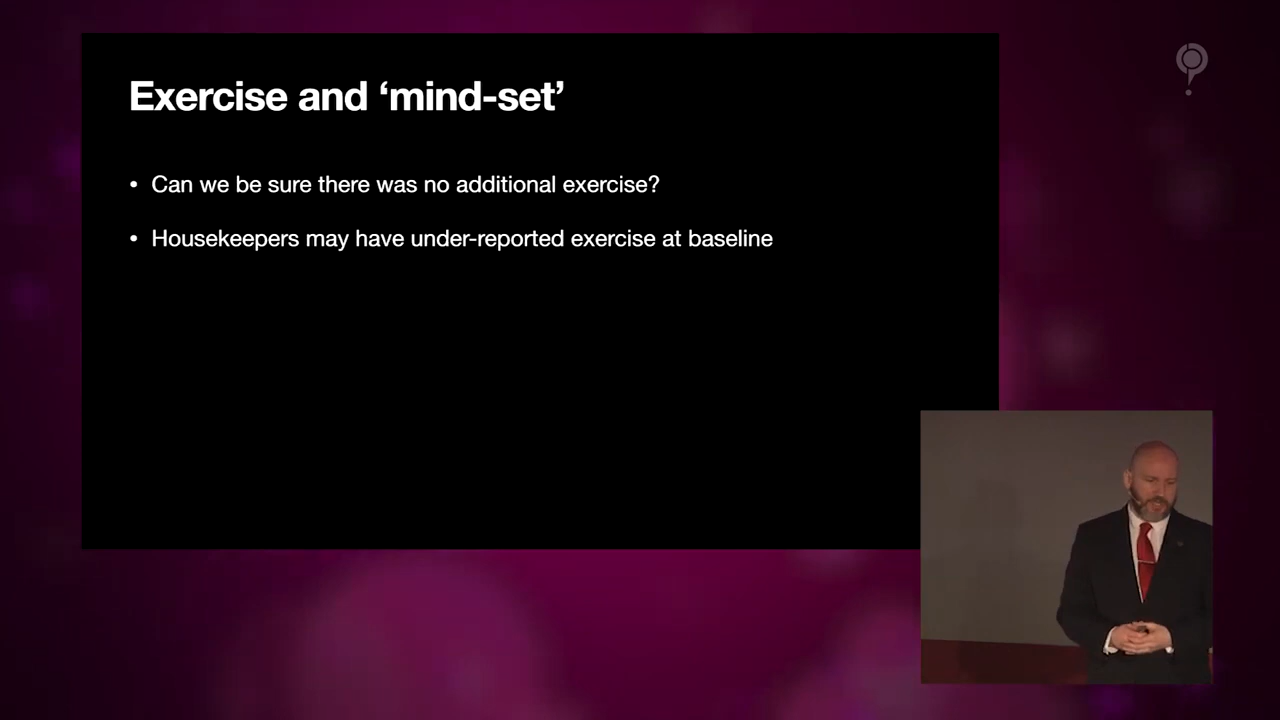 Exercise and ‘mind-set’
• Can we be sure there was no additional exercise?
• Housekeepers may have under-reported exercise at baseline